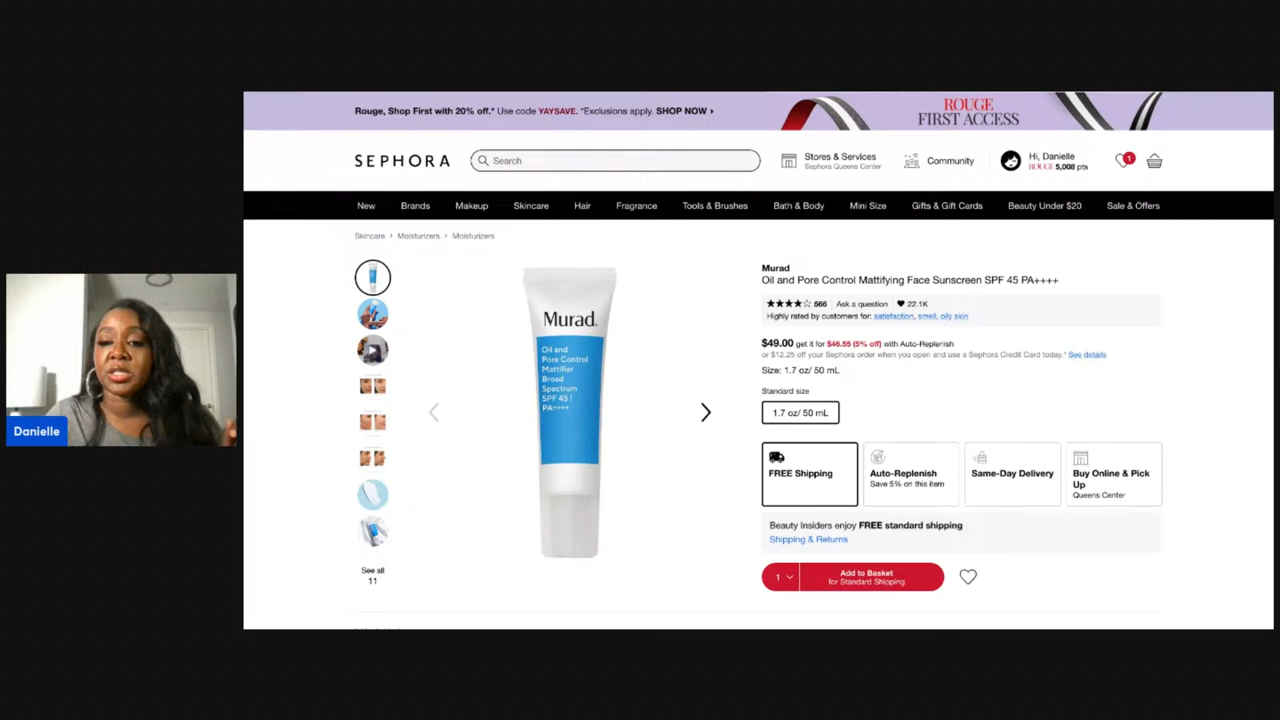 Rouge, Shop First with 20% off.* Use code YAYSAVE. *Exclusions apply. SHOP NOW
ROUGE
FIRST ACCESS
SEPHORA
Search
Stores & Services
Sephora Queens Center
Community
Hi, Danielle
ROUGE 5,008 pts
1
New Brands Makeup Skincare Hair Fragrance Tools & Brushes Bath & Body Mini Size Gifts & Gift Cards Beauty Under $20 Sale & Offers
Skincare › Moisturizers › Moisturizers
Murad
Oil and Pore Control Mattifying Face Sunscreen SPF 45 PA++++
566 Ask a question 22.1K
Highly rated by customers for: satisfaction, smell, oily skin
$49.00 get it for $46.55 (5% off) with Auto-Replenish
or $12.25 off your Sephora order when you open and use a Sephora Credit Card today.* See details
Size: 1.7 oz/ 50 mL
Standard size
1.7 oz/ 50 mL
Murad.
Oil and
Pore Control
Mattifier
Broad
Spectrum
SPF 45 |
PA++++
FREE Shipping
Auto-Replenish
Save 5% on this item
Same-Day Delivery
Buy Online & Pick
Up
Queens Center
Beauty Insiders enjoy FREE standard shipping
Shipping & Returns
1
Add to Basket
for Standard Shipping
See all
11
Danielle